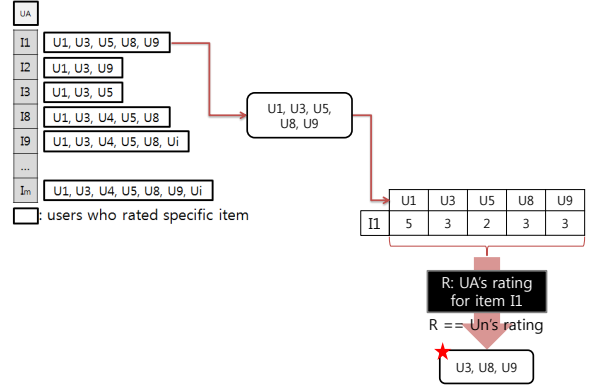 UA
I1 U1, U3, U5, U8, U9
I2 U1, U3, U9
I3 U1, U3, U5
I8 U1, U3, U4, U5, U8
I9 U1, U3, U4, U5, U8, Ui
...
Im U1, U3, U4, U5, U8, U9, Ui
: users who rated specific item
U1, U3, U5,
U8, U9
U1 U3 U5 U8 U9
I1 5 3 2 3 3
R: UA's rating
for item I1
R == Un's rating
U3, U8, U9